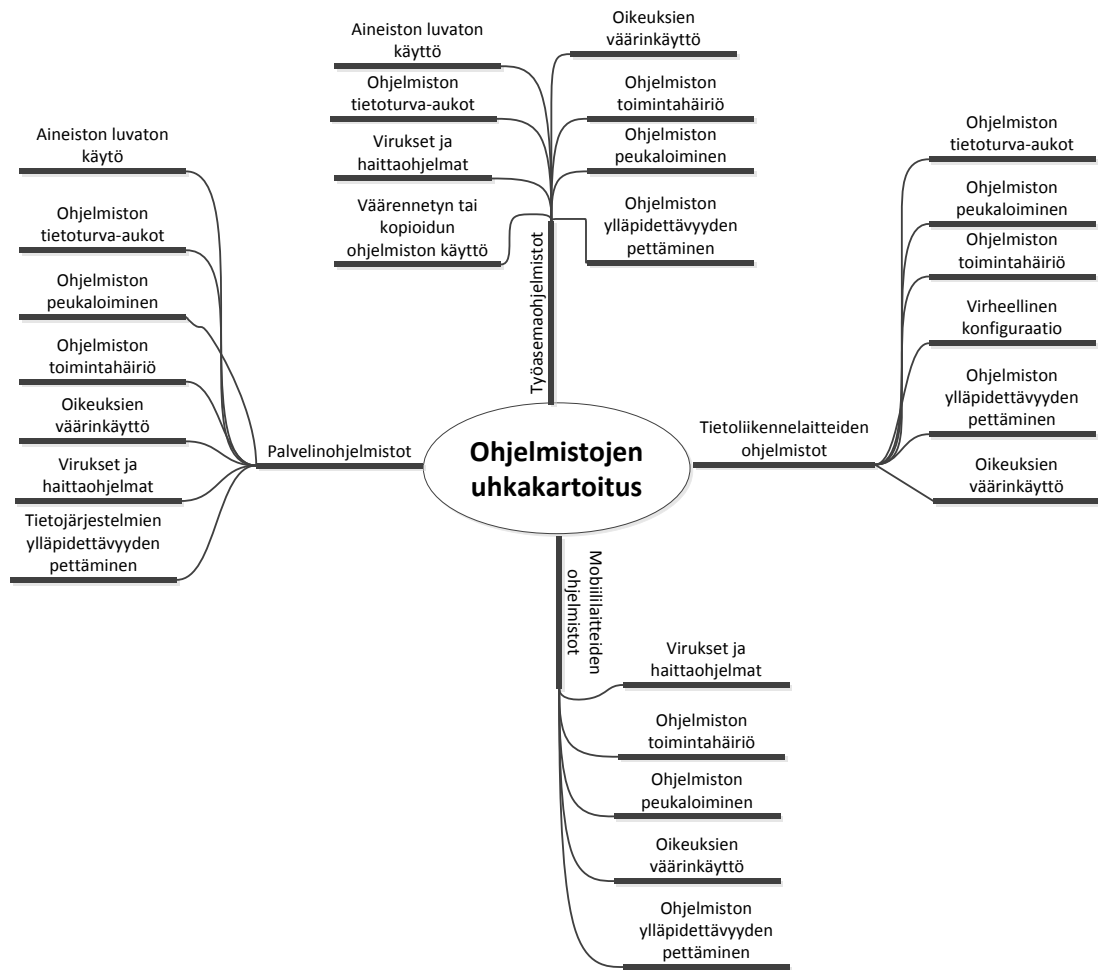 Aineiston luvaton
käyttö
Ohjelmiston
tietoturva-aukot
Virukset ja
haittaohjelmat
Väärennetyn tai
kopioidun
ohjelmiston käyttö
Oikeuksien
väärinkäyttö
Ohjelmiston
toimintahäiriö
Ohjelmiston
peukaloiminen
Ohjelmiston
ylläpidettävyyden
pettäminen
Työasemaohjelmistot
Aineiston luvaton
käytö
Ohjelmiston
tietoturva-aukot
Ohjelmiston
peukaloiminen
Ohjelmiston
toimintahäiriö
Oikeuksien
väärinkäyttö
Virukset ja
haittaohjelmat
Tietojärjestelmien
ylläpidettävyyden
pettäminen
Palvelinohjelmistot
Ohjelmistojen
uhkakartoitus
Tietoliikennelaitteiden
ohjelmistot
Ohjelmiston
tietoturva-aukot
Ohjelmiston
peukaloiminen
Ohjelmiston
toimintahäiriö
Virheellinen
konfiguraatio
Ohjelmiston
ylläpidettävyyden
pettäminen
Oikeuksien
väärinkäyttö
Mobiililaitteiden
ohjelmistot
Virukset ja
haittaohjelmat
Ohjelmiston
toimintahäiriö
Ohjelmiston
peukaloiminen
Oikeuksien
väärinkäyttö
Ohjelmiston
ylläpidettävyyden
pettäminen